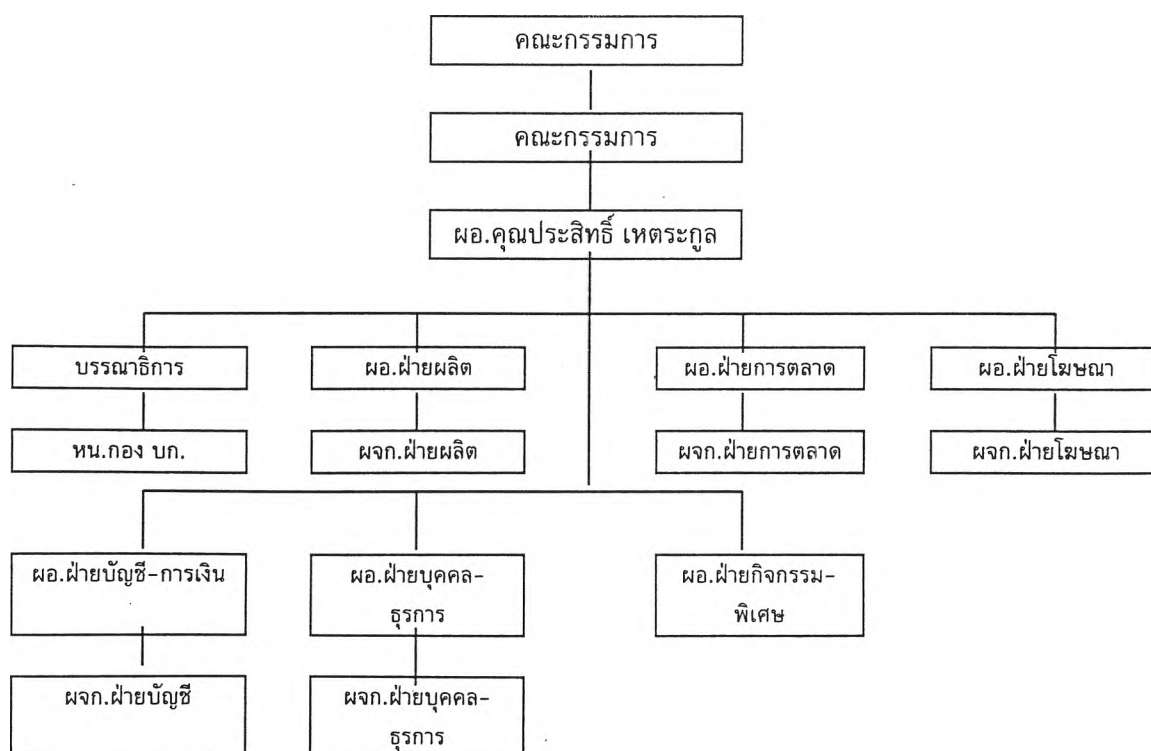 คณะกรรมการ
คณะกรรมการ
ผอ.คุณประสิทธิ์ เหตระกูล
บรรณาธิการ
ผอ.ฝ่ายผลิต
ผอ.ฝ่ายการตลาด
ผอ.ฝ่ายโฆษณา
หน.กอง บก.
ผจก.ฝ่ายผลิต
ผจก.ฝ่ายการตลาด
ผจก.ฝ่ายโฆษณา
ผอ.ฝ่ายบัญชี-การเงิน
ผอ.ฝ่ายบุคคล-
ธุรการ
ผอ.ฝ่ายกิจกรรม-
พิเศษ
ผจก.ฝ่ายบัญชี
ผจก.ฝ่ายบุคคล-
ธุรการ